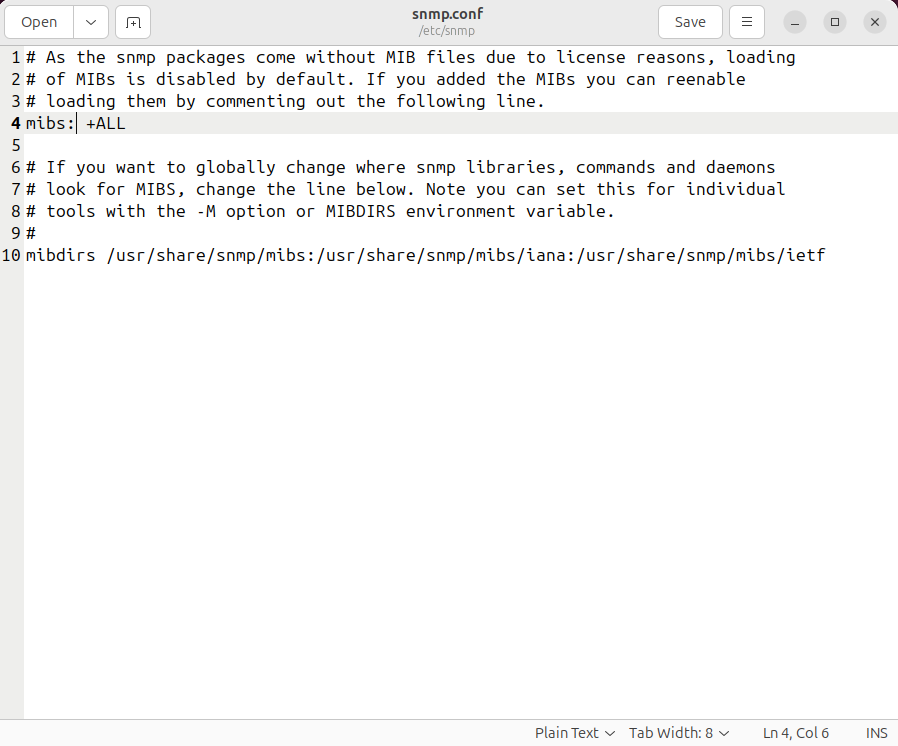 Open
snmp.conf
/etc/snmp
Save
1 # As the snmp packages come without MIB files due to license reasons, loading
2 # of MIBs is disabled by default. If you added the MIBs you can reenable
3 # loading them by commenting out the following line.
4 mibs: +ALL
5
6 # If you want to globally change where snmp libraries, commands and daemons
7 # look for MIBS, change the line below. Note you can set this for individual
8 # tools with the -M option or MIBDIRS environment variable.
9 #
10 mibdirs /usr/share/snmp/mibs:/usr/share/snmp/mibs/iana:/usr/share/snmp/mibs/ietf
Plain Text Tab Width: 8 Ln 4, Col 6 INS